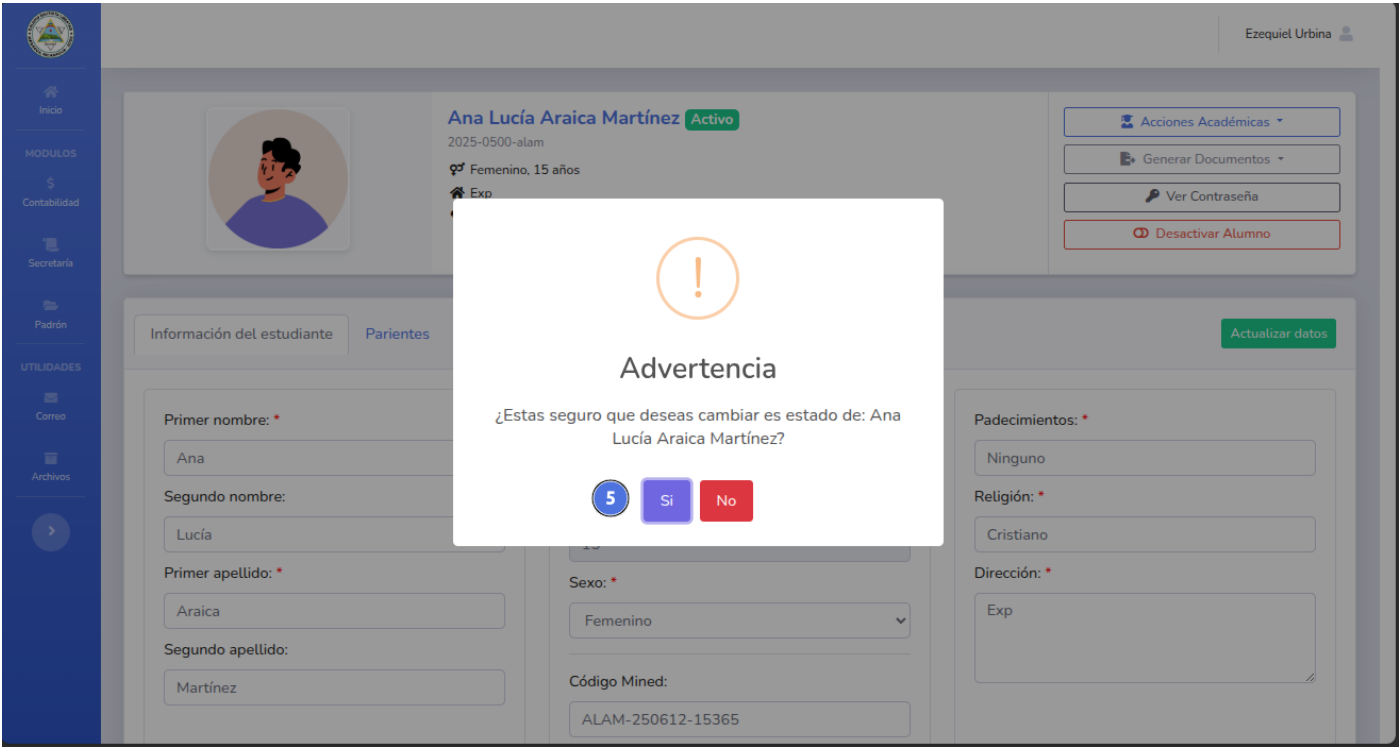 Ezequiel Urbina
Inicio
MODULOS
Contabilidad
Secretaría
Padrón
UTILIDADES
Correo
Archivos
Ana Lucía Araica Martínez Activo
2025-0500-alam
Femenino, 15 años
Exp
Acciones Académicas
Generar Documentos
Ver Contraseña
Desactivar Alumno
Información del estudiante
Parientes
Actualizar datos
Advertencia
¿Estas seguro que deseas cambiar es estado de: Ana
Lucía Araica Martínez?
5
Si
No
Primer nombre: *
Ana
Segundo nombre:
Lucía
Primer apellido: *
Araica
Segundo apellido:
Martínez
Sexo: *
Femenino
Código Mined:
ALAM-250612-15365
Padecimientos: *
Ninguno
Religión: *
Cristiano
Dirección: *
Exp